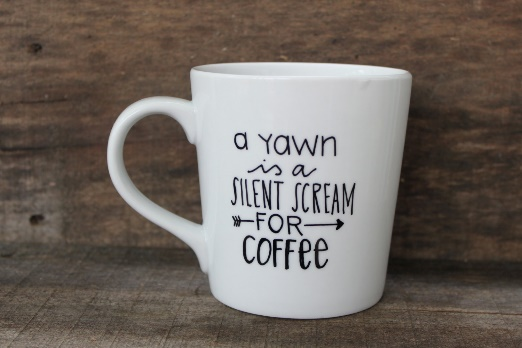 a YaWN
is a
SILENT SCREAM
FOR
COFFee